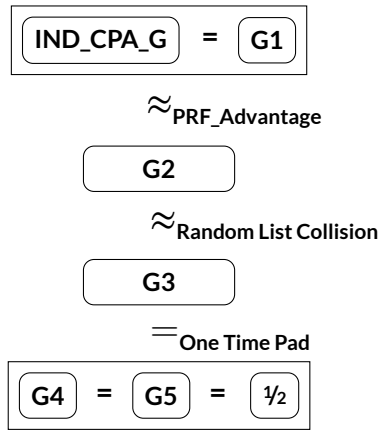 IND_CPA_G = G1
≈PRF_Advantage
G2
≈Random List Collision
G3
=One Time Pad
G4 = G5 = ½